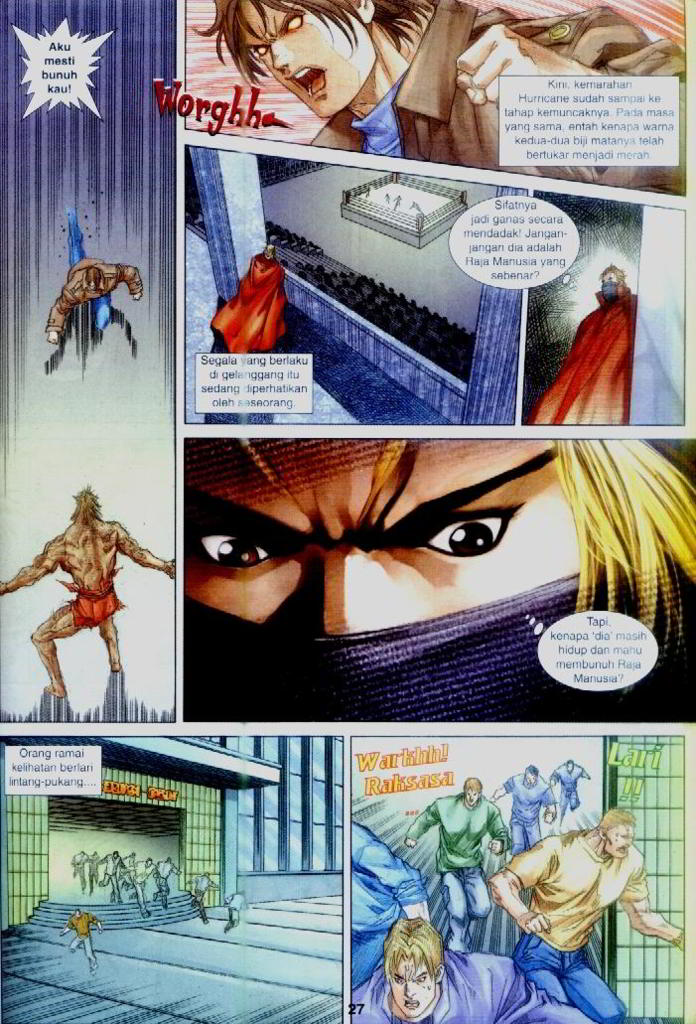 Aku
mesti
bunuh
kau!
Worghh
Kini, kemarahan
Hurricane sudah sampai ke
tahap kemuncaknya. Pada masa
yang sama, entah kenapa warna
kedua-dua biji matanya telah
bertukar menjadi merah.
Sifatnya
jadi ganas secara
mendadak! Jangan-
jangan dia adalah
Raja Manusia yang
sebenar?
Segala yang berlaku
di gelanggang itu
sedang diperhatikan
oleh seseorang.
Tapi,
kenapa 'dia' masih
hidup dan mahu
membunuh Raja
Manusia?
Orang ramai
kelihatan berlari
lintang-pukang....
Warhhh!
Raksasa
...
Lari
!!
27